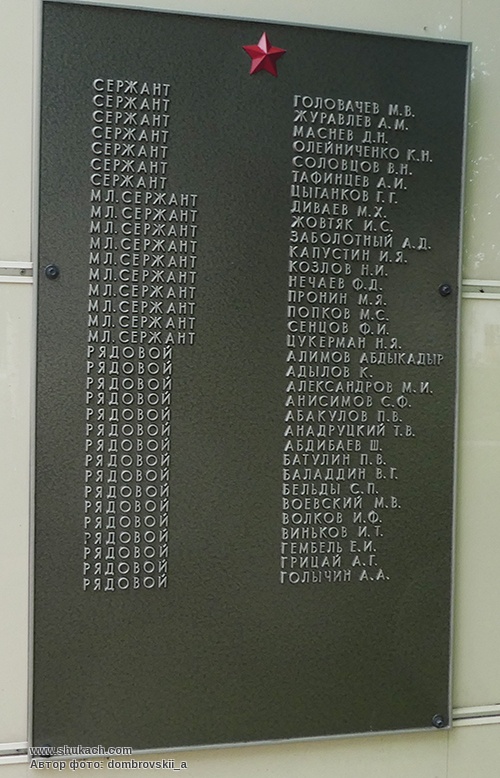 СЕРЖАНТ ГОЛОВАЧЕВ М.В.
СЕРЖАНТ ЖУРАВЛЕВ А.М.
СЕРЖАНТ МАСНЕВ Д.Н.
СЕРЖАНТ ОЛЕЙНИЧЕНКО К.Н.
СЕРЖАНТ СОЛОВЦОВ В.Н.
СЕРЖАНТ ТАФИНЦЕВ А.И.
СЕРЖАНТ ЦЫГАНКОВ Г.Г.
МЛ.СЕРЖАНТ ДИВАЕВ М.Х.
МЛ.СЕРЖАНТ ЖОВТЯК И.С.
МЛ.СЕРЖАНТ ЗАБОЛОТНЫЙ А.Д.
МЛ.СЕРЖАНТ КАПУСТИН И.Я.
МЛ.СЕРЖАНТ КОЗЛОВ Н.И.
МЛ.СЕРЖАНТ НЕЧАЕВ Ф.Д.
МЛ.СЕРЖАНТ ПРОНИН М.Я.
МЛ.СЕРЖАНТ ПОПКОВ М.С.
МЛ.СЕРЖАНТ СЕНЦОВ Ф.И.
МЛ.СЕРЖАНТ ЦУКЕРМАН Н.Я.
РЯДОВОЙ АЛИМОВ АБДЫКАДЫР
РЯДОВОЙ АДЫЛОВ К.
РЯДОВОЙ АЛЕКСАНДРОВ М.И.
РЯДОВОЙ АНИСИМОВ С.Ф.
РЯДОВОЙ АБАКУЛОВ П.В.
РЯДОВОЙ АНАДРУЦКИЙ Т.В.
РЯДОВОЙ АБДИБАЕВ Ш.
РЯДОВОЙ БАТУЛИН П.В.
РЯДОВОЙ БАЛАДДИН В.Г.
РЯДОВОЙ БЕЛЬДЫ С.П.
РЯДОВОЙ ВОЕВСКИЙ М.В.
РЯДОВОЙ ВОЛКОВ И.Ф.
РЯДОВОЙ ВИНЬКОВ И.Т.
РЯДОВОЙ ГЕМБЕЛЬ Е.И.
РЯДОВОЙ ГРИЦАЙ А.Г.
РЯДОВОЙ ГОЛЫЧИН А.А.
www.shukach.com
Автор фото: dombrovskii_a